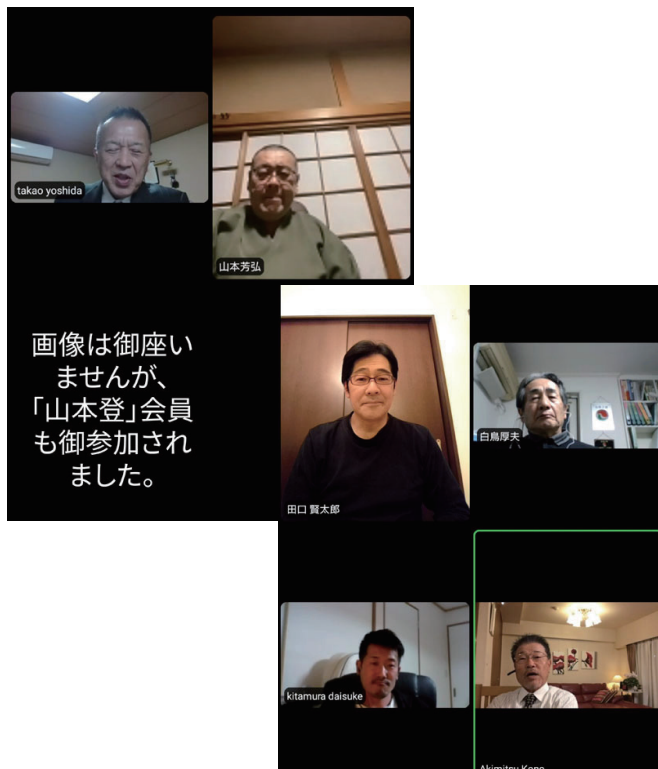 takao yoshida
山本芳弘
画像は御座い
ませんが、
「山本登」会員
も御参加され
ました。
田口 賢太郎
白鳥厚夫
kitamura daisuke
Akimitsu Kono